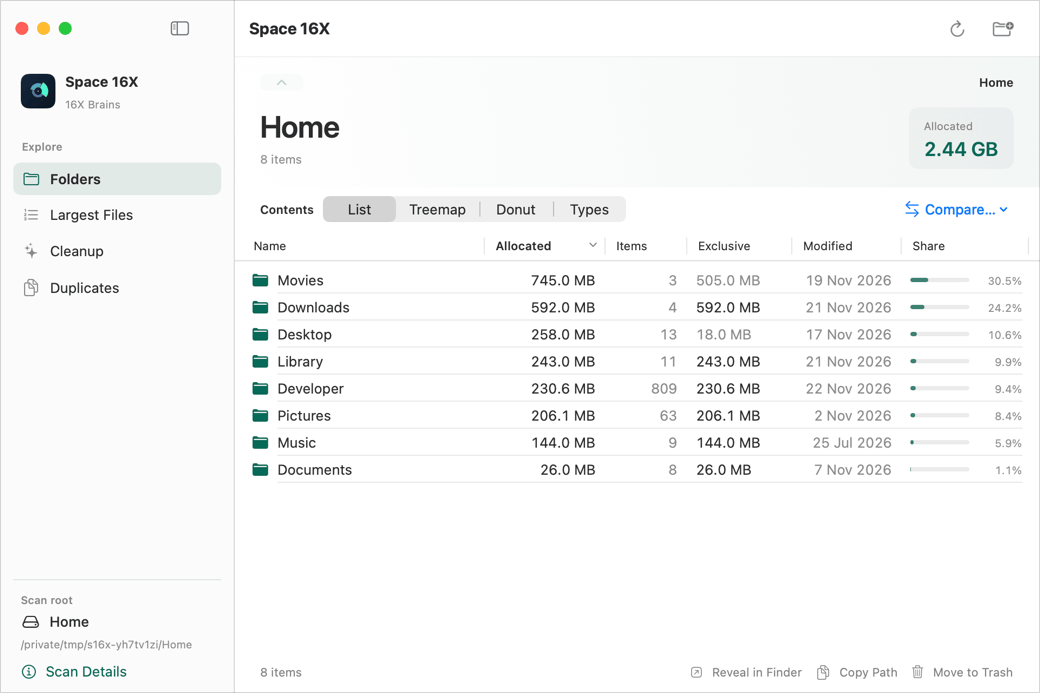 Space 16X
Space 16X
16X Brains
Explore
Folders
Largest Files
Cleanup
Duplicates
Scan root
Home
/private/tmp/s16x-yh7tv1zi/Home
Scan Details
Home
Home
8 items
Allocated
2.44 GB
Contents List Treemap Donut Types Compare...
Name Allocated Items Exclusive Modified Share
Movies 745.0 MB 3 505.0 MB 19 Nov 2026 30.5%
Downloads 592.0 MB 4 592.0 MB 21 Nov 2026 24.2%
Desktop 258.0 MB 13 18.0 MB 17 Nov 2026 10.6%
Library 243.0 MB 11 243.0 MB 21 Nov 2026 9.9%
Developer 230.6 MB 809 230.6 MB 22 Nov 2026 9.4%
Pictures 206.1 MB 63 206.1 MB 2 Nov 2026 8.4%
Music 144.0 MB 9 144.0 MB 25 Jul 2026 5.9%
Documents 26.0 MB 8 26.0 MB 7 Nov 2026 1.1%
8 items Reveal in Finder Copy Path Move to Trash